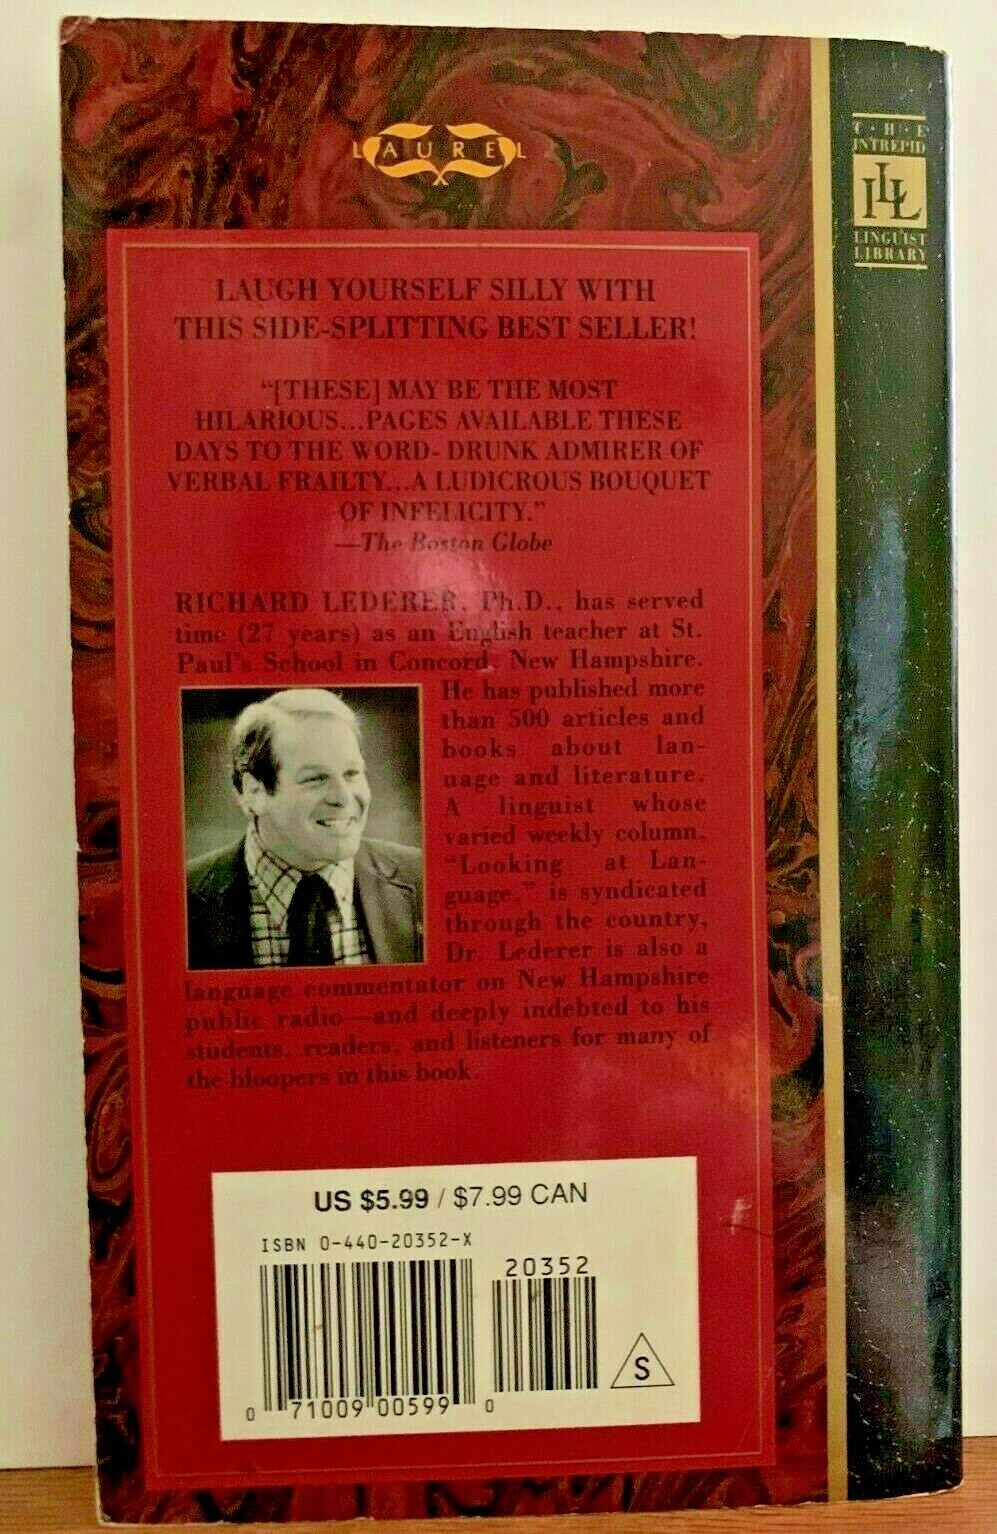 LAUREL
T·H·E
INTREPID
ILL
LINGUIST
LIBRARY
LAUGH YOURSELF SILLY WITH
THIS SIDE-SPLITTING BEST SELLER!
“[THESE] MAY BE THE MOST
HILARIOUS...PAGES AVAILABLE THESE
DAYS TO THE WORD- DRUNK ADMIRER OF
VERBAL FRAILTY...A LUDICROUS BOUQUET
OF INFELICITY.”
—The Boston Globe
RICHARD LEDERER, Ph.D., has served
time (27 years) as an English teacher at St.
Paul's School in Concord, New Hampshire.
He has published more
than 500 articles and
books about lan-
uage and literature.
A linguist whose
varied weekly column,
“Looking at Lan-
guage,” is syndicated
through the country,
Dr. Lederer is also a
language commentator on New Hampshire
public radio—and deeply indebted to his
students, readers, and listeners for many of
the bloopers in this book.
US $5.99 / $7.99 CAN
ISBN 0-440-20352-X
20352
0 71009 00599 0
S